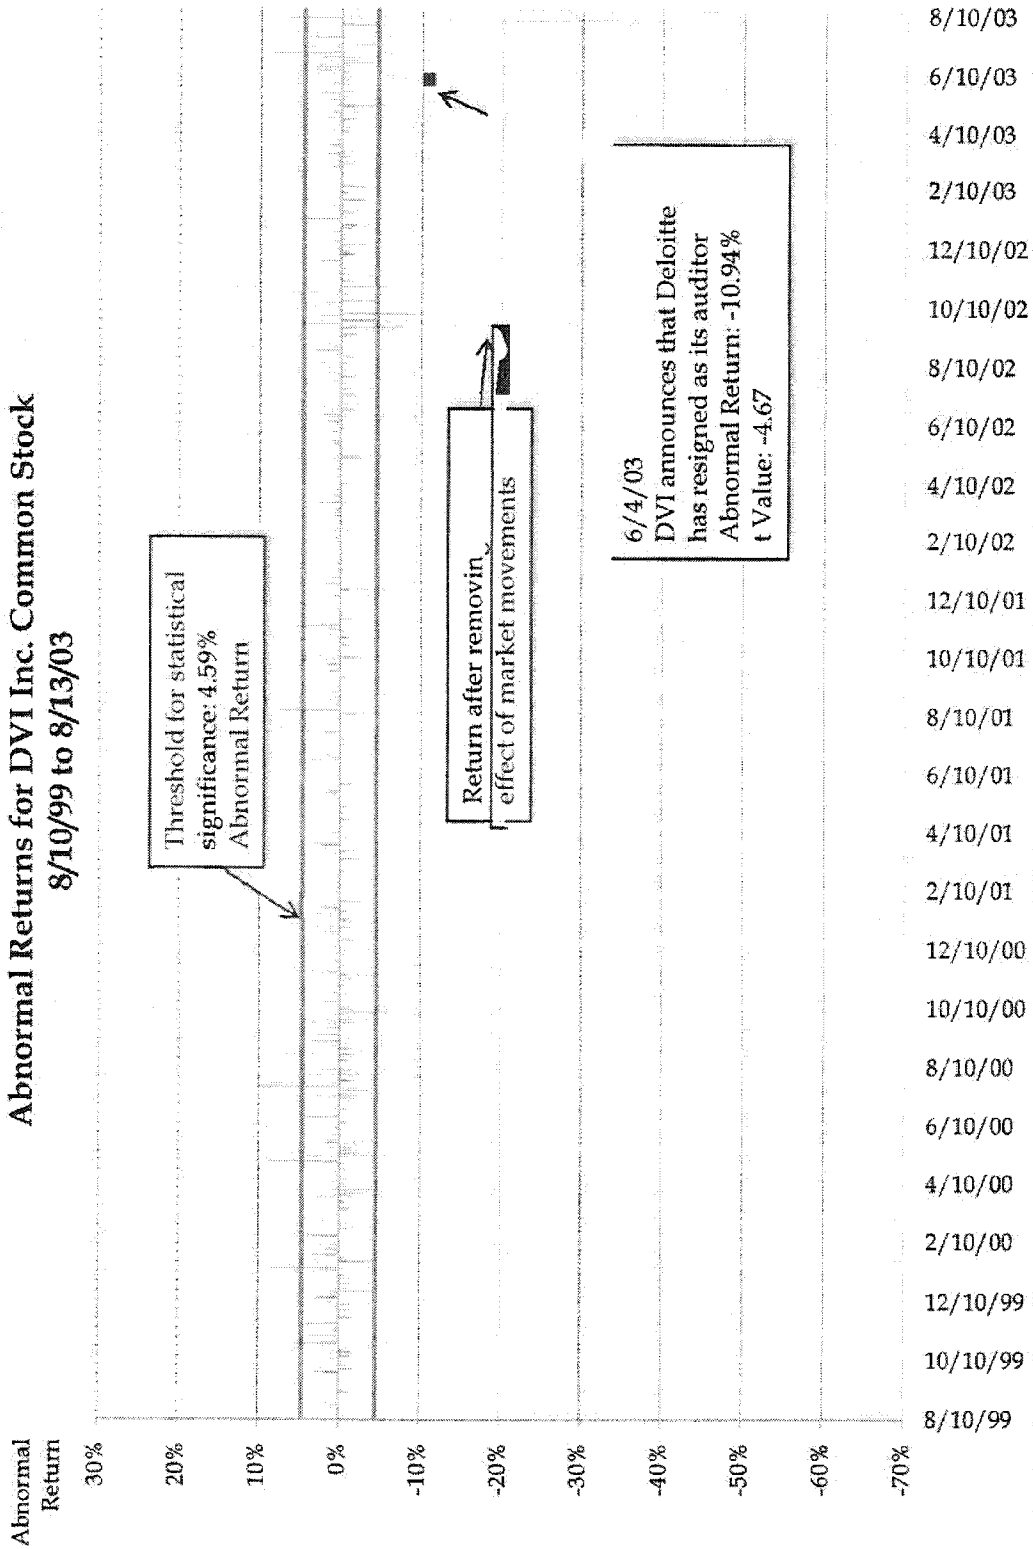 Abnormal Returns for DVI Inc. Common Stock
8/10/99 to 8/13/03
Abnormal
Return
30%
20%
10%
0%
-10%
-20%
-30%
-40%
-50%
-60%
-70%
Threshold for statistical
significance: 4.59%
Abnormal Return
Return after removin
effect of market movements
6/4/03
DVI announces that Deloitte
has resigned as its auditor
Abnormal Return: -10.94%
t Value: -4.67
8/10/99
10/10/99
12/10/99
2/10/00
4/10/00
6/10/00
8/10/00
10/10/00
12/10/00
2/10/01
4/10/01
6/10/01
8/10/01
10/10/01
12/10/01
2/10/02
4/10/02
6/10/02
8/10/02
10/10/02
12/10/02
2/10/03
4/10/03
6/10/03
8/10/03